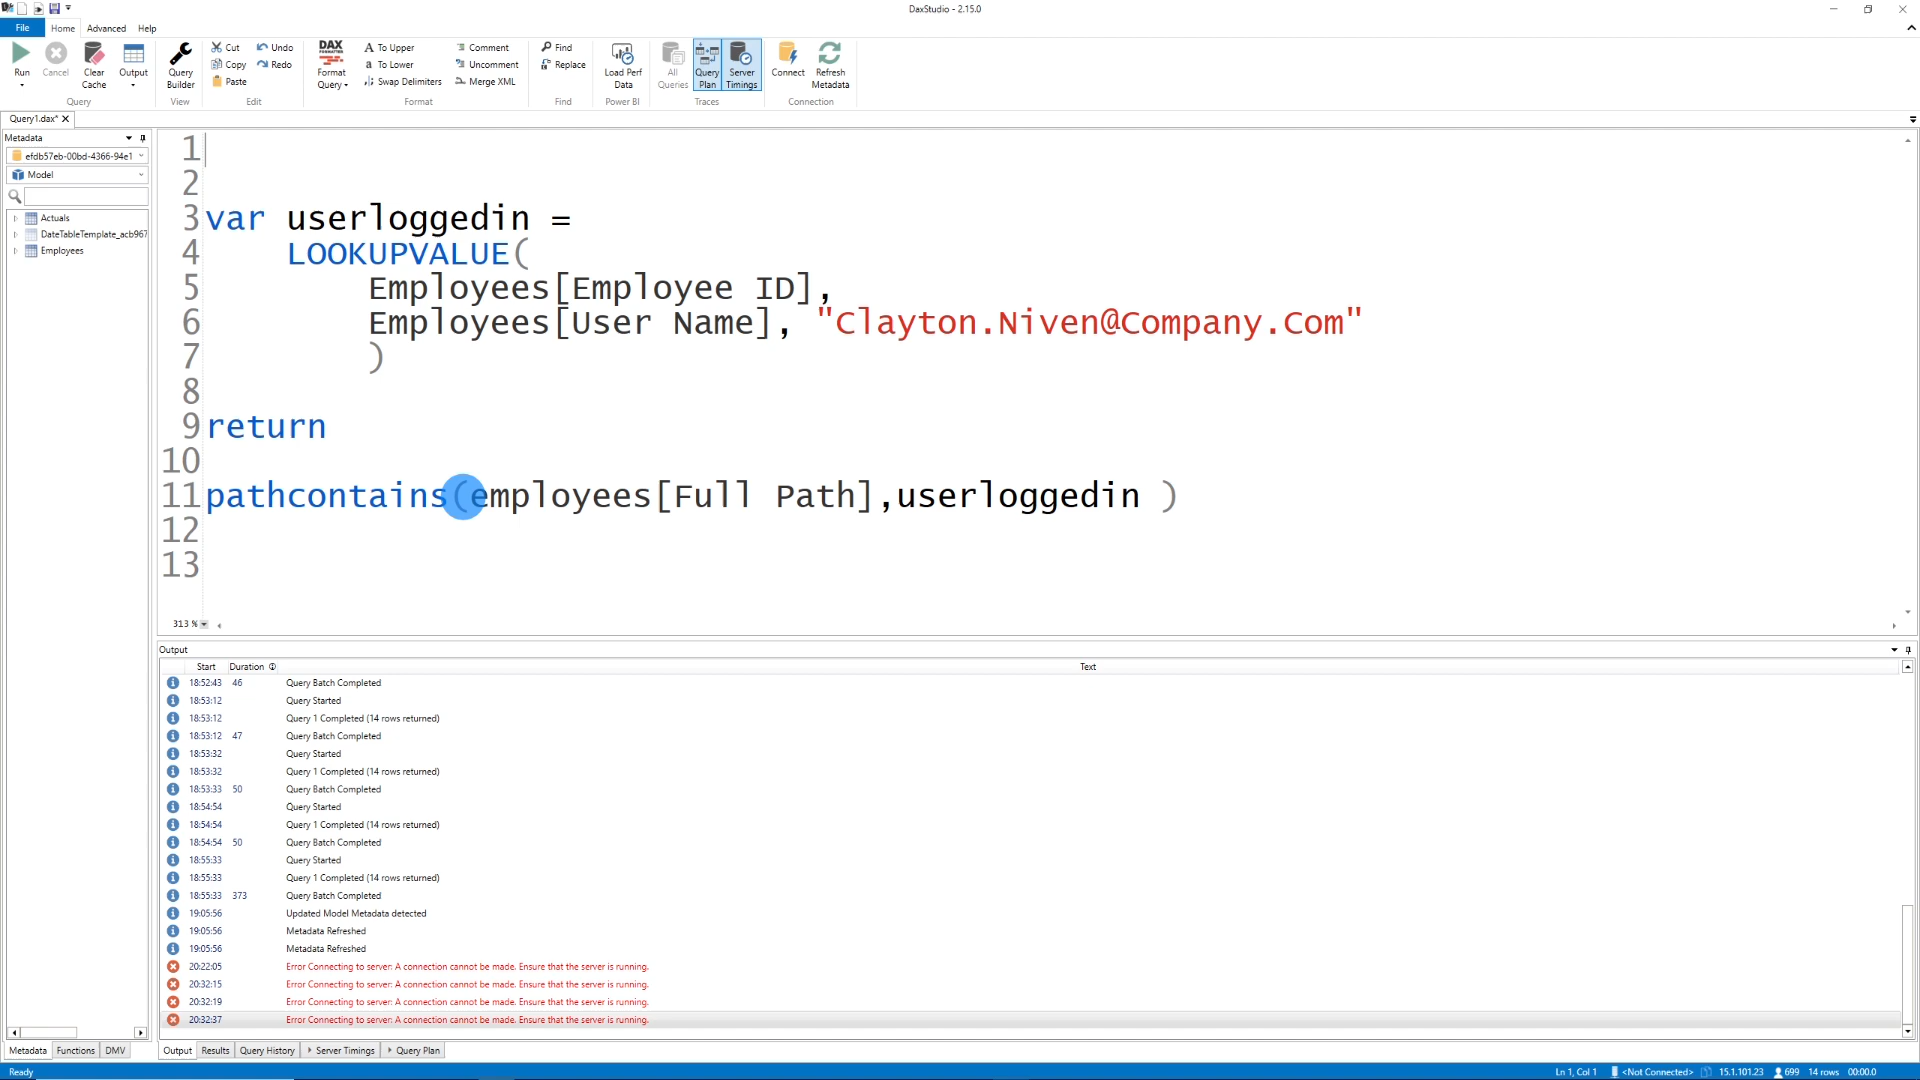 DaxStudio - 2.15.0
File Home Advanced Help
Run Cancel Clear Cache Output
Query
Query Builder
View
Cut Copy Paste Undo Redo
Edit
Format Query
To Upper To Lower Swap Delimiters Comment Uncomment Merge XML
Format
Find Replace
Find
Load Perf Data
Power BI
All Queries Query Plan Server Timings
Traces
Connect Refresh Metadata
Connection
Query1.dax*
Metadata
efdb57eb-00bd-4366-94e1
Model
Actuals
DateTableTemplate_acb967
Employees
1
2
3 var userloggedin =
4 LOOKUPVALUE(
5 Employees[Employee ID],
6 Employees[User Name], "Clayton.Niven@Company.Com"
7 )
8
9 return
10
11 pathcontains(employees[Full Path],userloggedin )
12
13
313 %
Output
Start Duration Text
18:52:43 46 Query Batch Completed
18:53:12 Query Started
18:53:12 Query 1 Completed (14 rows returned)
18:53:12 47 Query Batch Completed
18:53:32 Query Started
18:53:32 Query 1 Completed (14 rows returned)
18:53:33 50 Query Batch Completed
18:54:54 Query Started
18:54:54 Query 1 Completed (14 rows returned)
18:54:54 50 Query Batch Completed
18:55:33 Query Started
18:55:33 Query 1 Completed (14 rows returned)
18:55:33 373 Query Batch Completed
19:05:56 Updated Model Metadata detected
19:05:56 Metadata Refreshed
19:05:56 Metadata Refreshed
20:22:05 Error Connecting to server: A connection cannot be made. Ensure that the server is running.
20:32:15 Error Connecting to server: A connection cannot be made. Ensure that the server is running.
20:32:19 Error Connecting to server: A connection cannot be made. Ensure that the server is running.
20:32:37 Error Connecting to server: A connection cannot be made. Ensure that the server is running.
Metadata Functions DMV
Output Results Query History Server Timings Query Plan
Ready
Ln 1, Col 1 <Not Connected> 15.1.101.23 699 14 rows 00:00.0